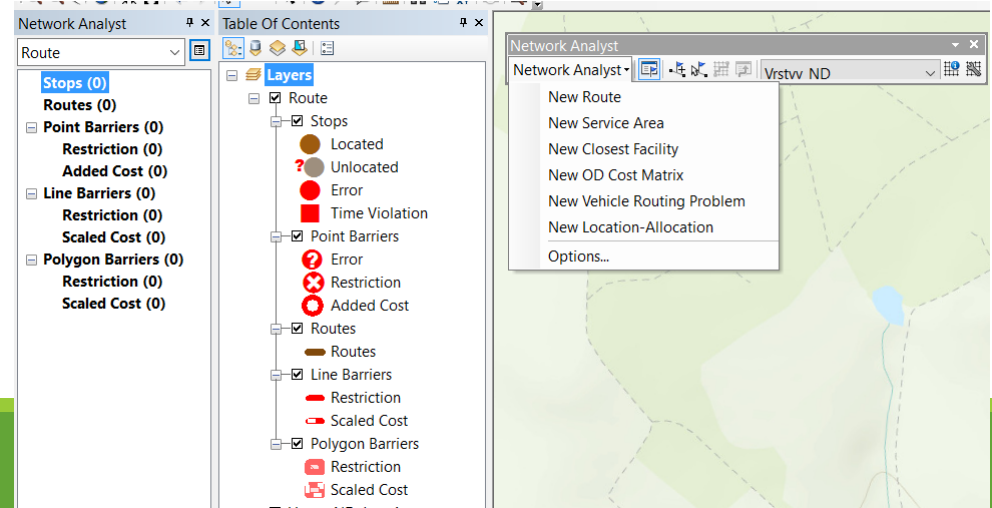 Network Analyst
Route
Stops (0)
Routes (0)
Point Barriers (0)
Restriction (0)
Added Cost (0)
Line Barriers (0)
Restriction (0)
Scaled Cost (0)
Polygon Barriers (0)
Restriction (0)
Scaled Cost (0)
Table Of Contents
Layers
Route
Stops
Located
Unlocated
Error
Time Violation
Point Barriers
Error
Restriction
Added Cost
Routes
Routes
Line Barriers
Restriction
Scaled Cost
Polygon Barriers
Restriction
Scaled Cost
Network Analyst
Network Analyst
Vrstvy_ND
New Route
New Service Area
New Closest Facility
New OD Cost Matrix
New Vehicle Routing Problem
New Location-Allocation
Options...